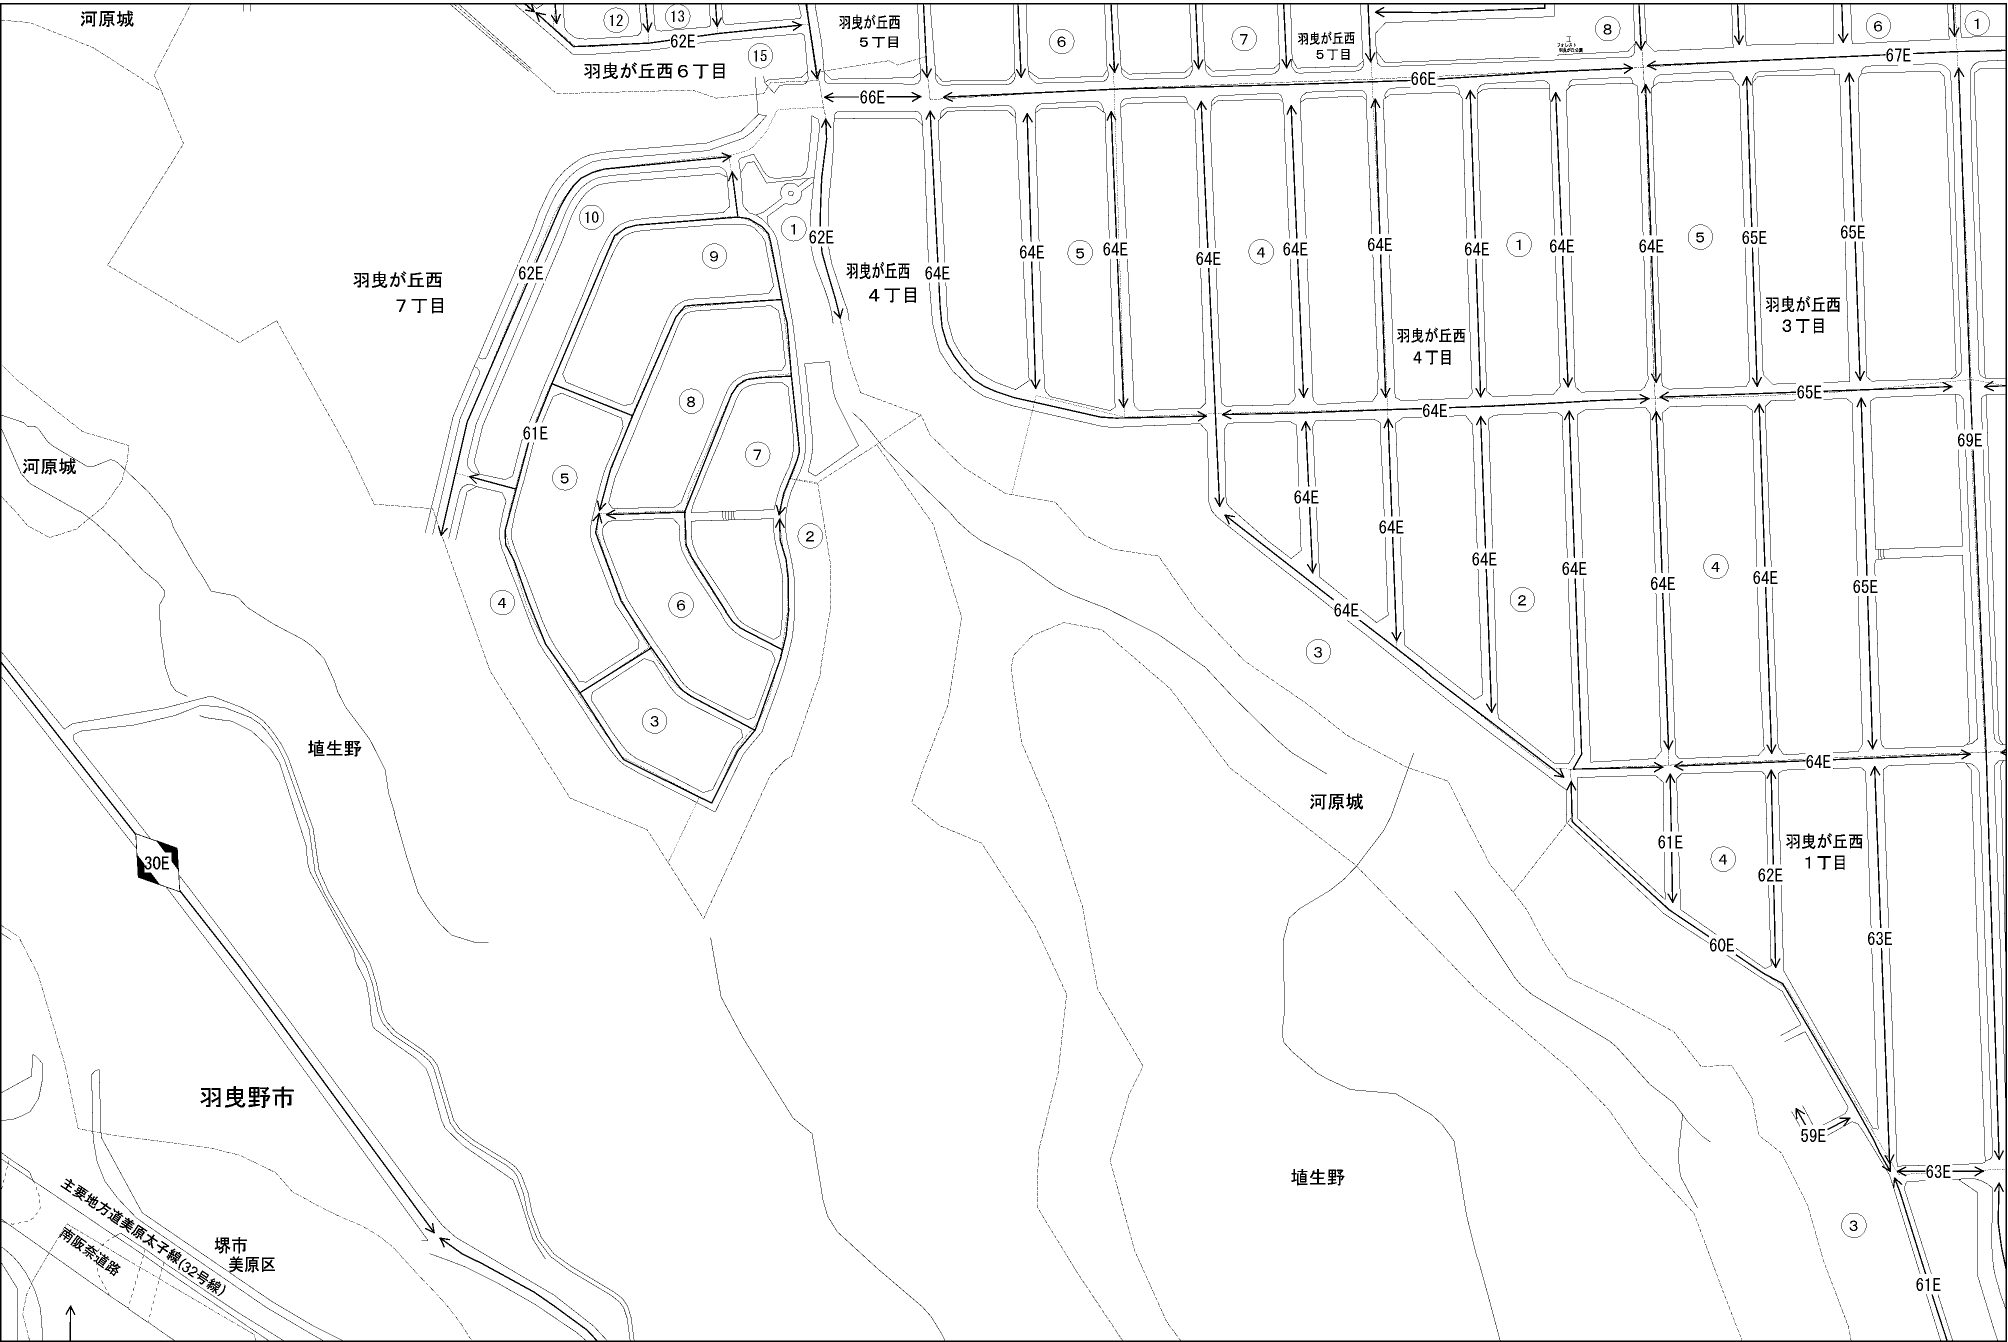 河原城
12
13
62E
15
羽曳が丘西６丁目
羽曳が丘西
５丁目
6
7
羽曳が丘西
５丁目
8
6
1
67E
66E
66E
10
1
62E
9
62E
羽曳が丘西
７丁目
羽曳が丘西
４丁目
64E
64E
5
64E
64E
4
64E
64E
64E
1
64E
64E
5
65E
65E
羽曳が丘西
３丁目
羽曳が丘西
４丁目
65E
64E
69E
8
61E
7
5
河原城
2
4
6
3
64E
64E
64E
64E
64E
4
64E
65E
2
64E
3
埴生野
64E
河原城
61E
4
羽曳が丘西
１丁目
62E
30E
63E
60E
59E
63E
羽曳野市
埴生野
3
主要地方道美原太子線(32号線)
南阪奈道路
堺市
美原区
61E